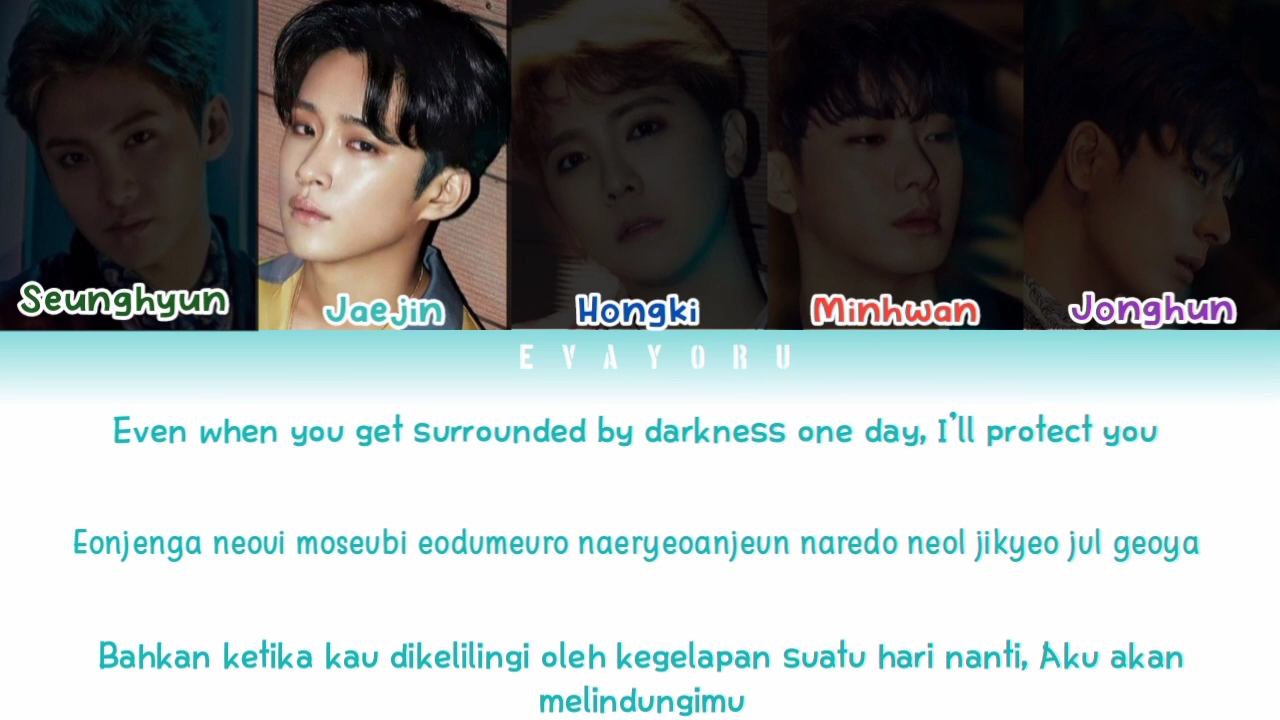 Seunghyun
Jaejin
Hongki
Minhwan
Jonghun
EVAYORU
Even when you get surrounded by darkness one day, I'll protect you
Eonjenga neoui moseubi eodumeuro naeryeoanjeun naredo neol jikyeo jul geoya
Bahkan ketika kau dikelilingi oleh kegelapan suatu hari nanti, Aku akan
melindungimu